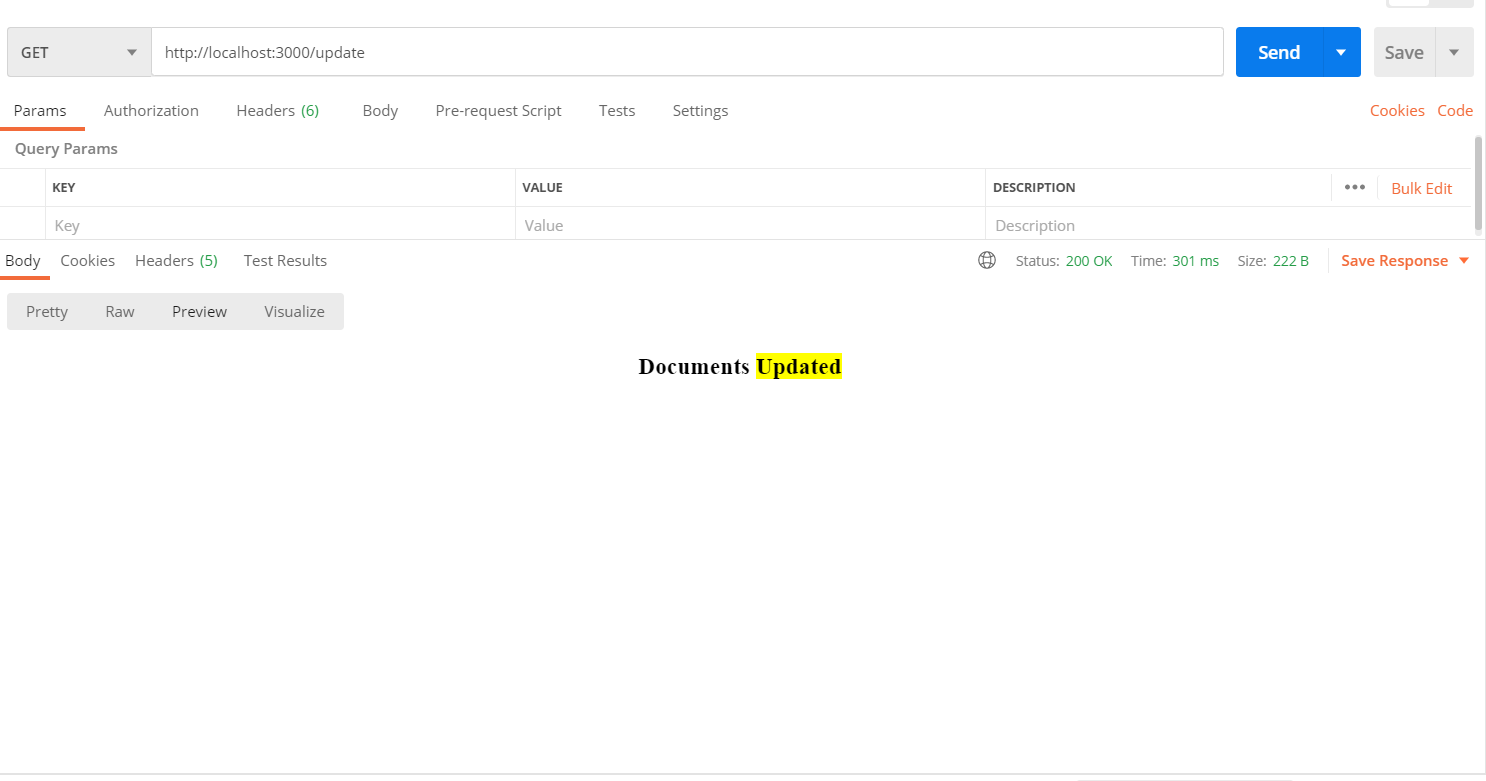 GET http://localhost:3000/update Send Save
Params Authorization Headers (6) Body Pre-request Script Tests Settings Cookies Code
Query Params
KEY VALUE DESCRIPTION ••• Bulk Edit
Key Value Description
Body Cookies Headers (5) Test Results Status: 200 OK Time: 301 ms Size: 222 B Save Response
Pretty Raw Preview Visualize
Documents Updated